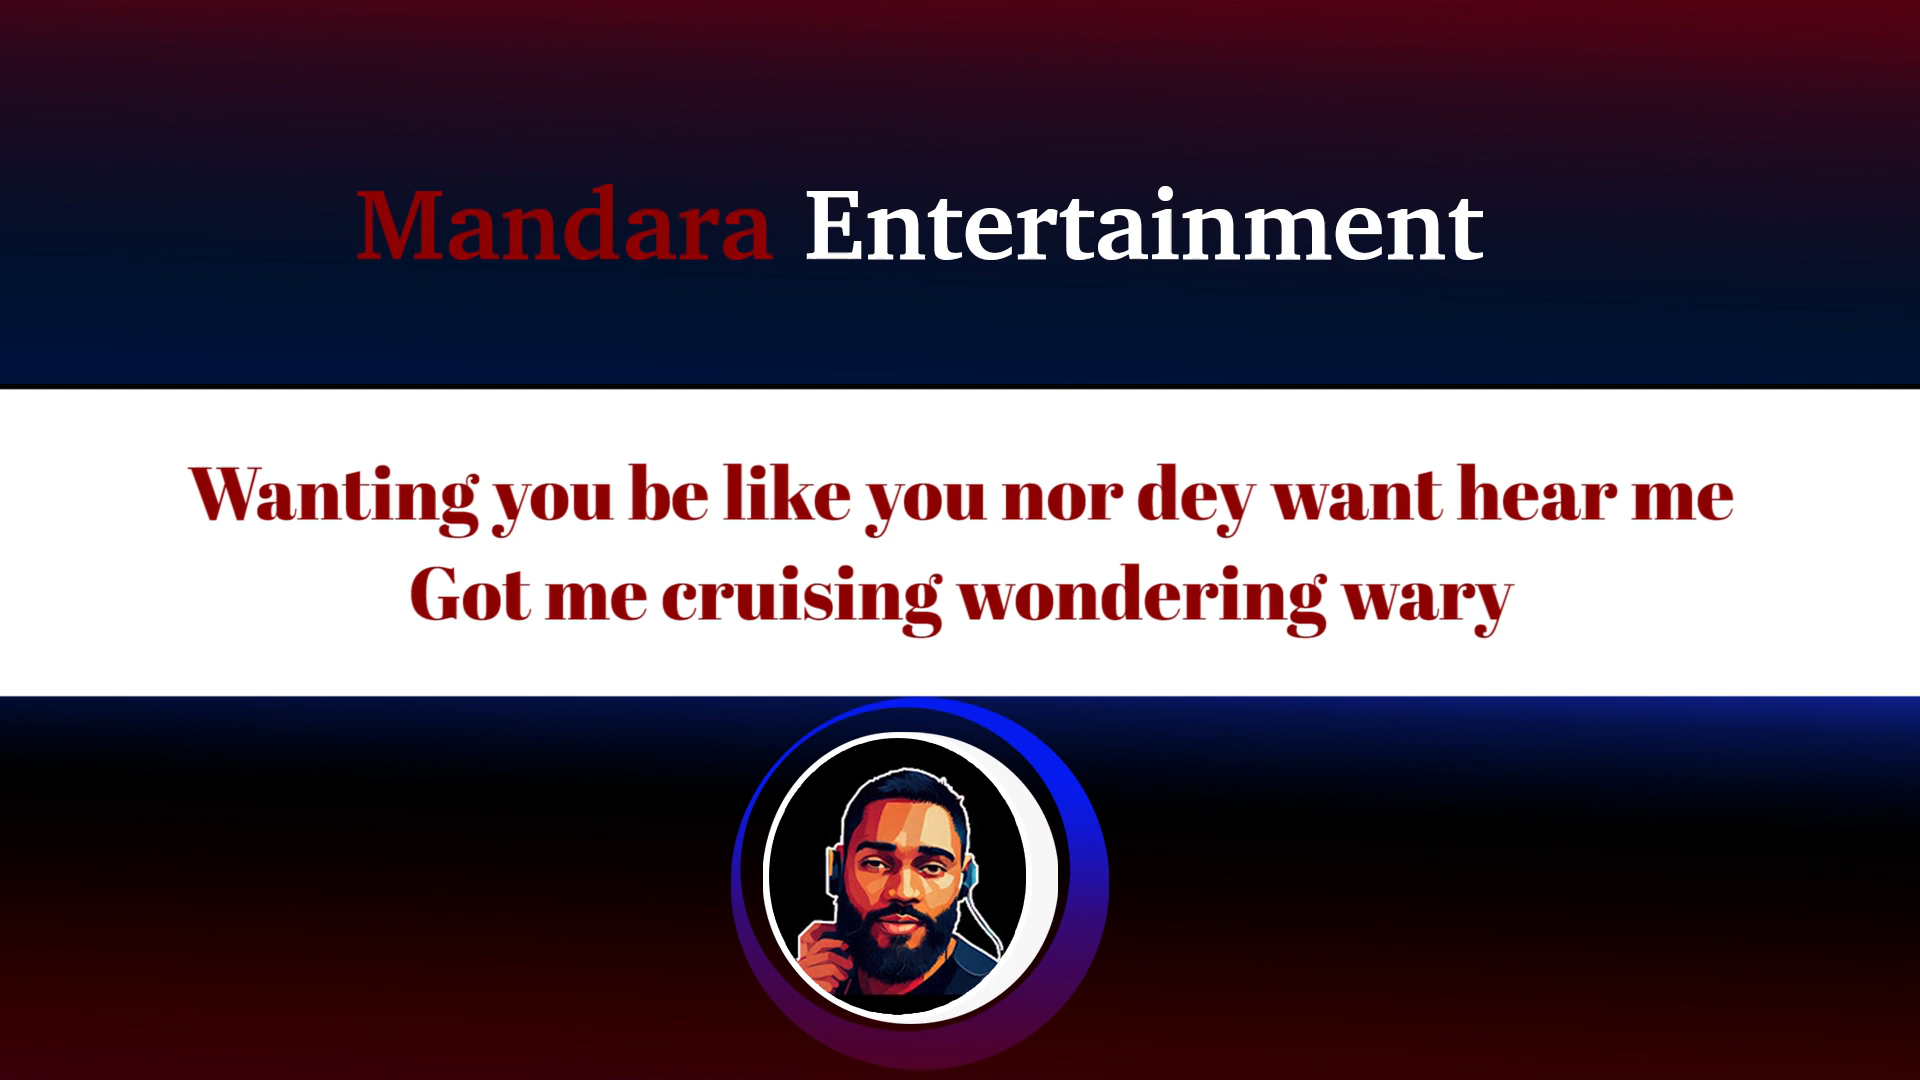 Mandara Entertainment
Wanting you be like you nor dey want hear me
Got me cruising wondering wary